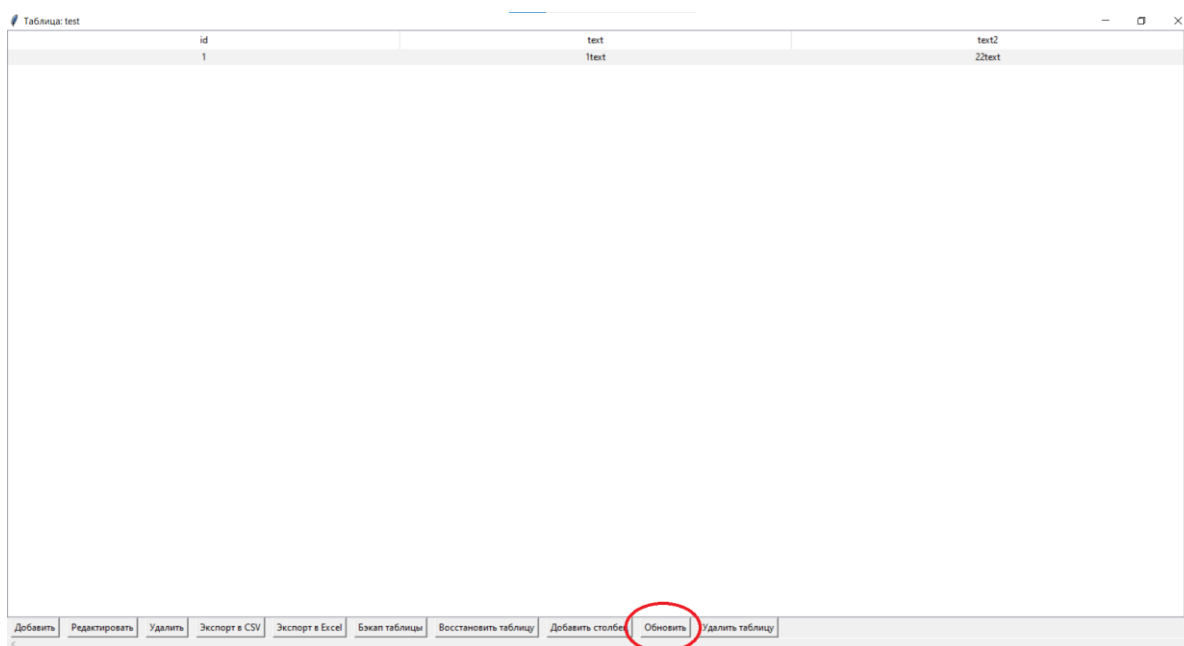 Таблица: test
id text text2
1 1text 22text
Добавить Редактировать Удалить Экспорт в CSV Экспорт в Excel Бэкап таблицы Восстановить таблицу Добавить столбец Обновить Удалить таблицу